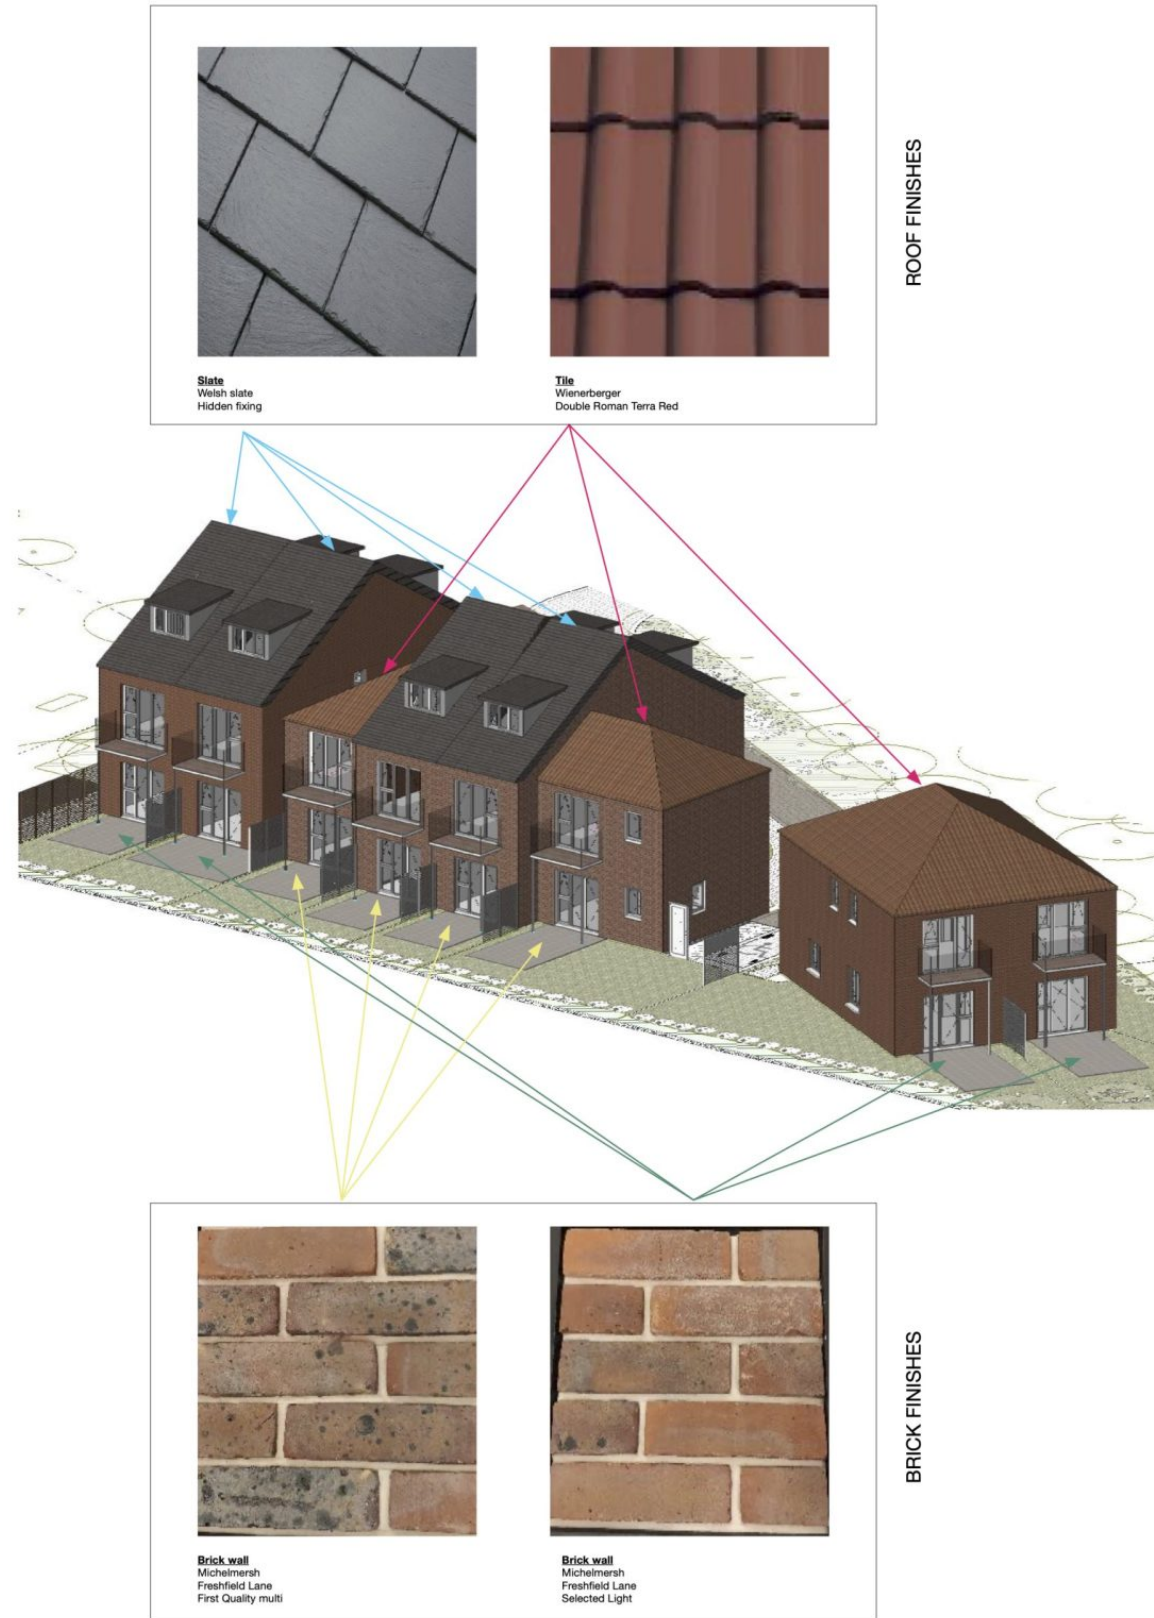 Slate
Welsh slate
Hidden fixing
Tile
Wienerberger
Double Roman Terra Red
ROOF FINISHES
Brick wall
Michelmersh
Freshfield Lane
First Quality multi
Brick wall
Michelmersh
Freshfield Lane
Selected Light
BRICK FINISHES